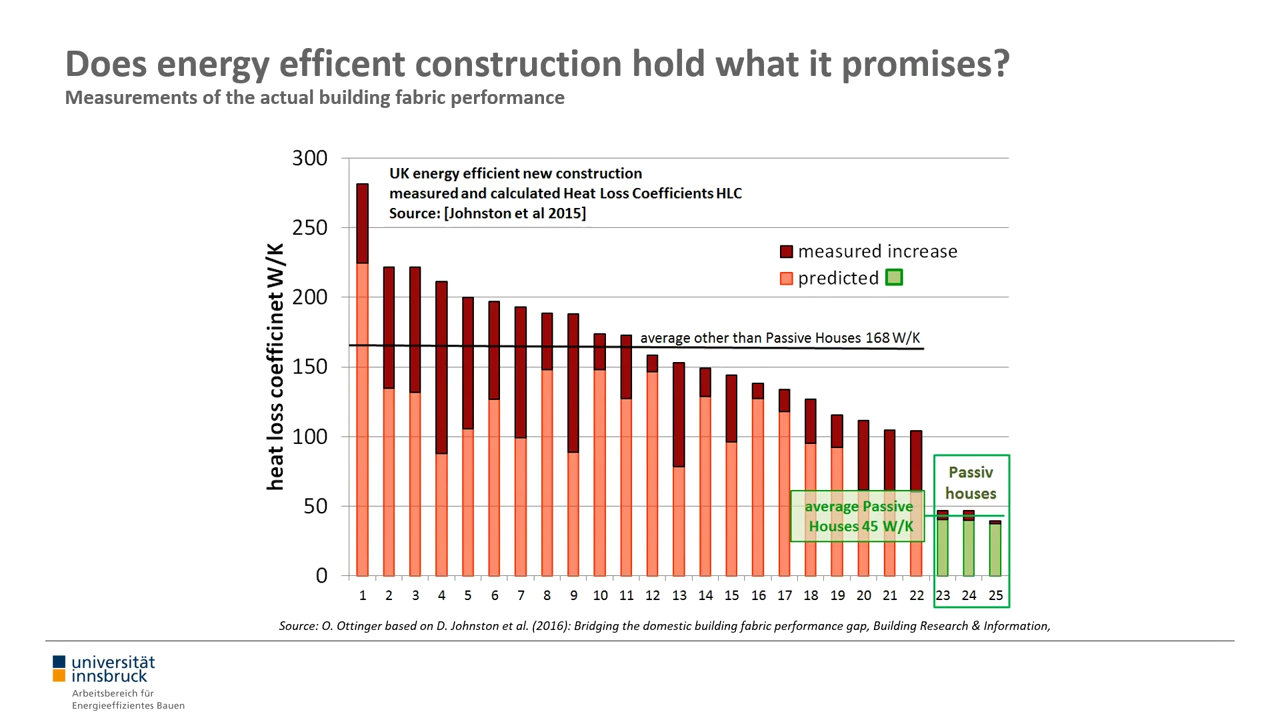 Does energy efficent construction hold what it promises?
Measurements of the actual building fabric performance
300
250
200
150
100
50
0
heat loss coefficinet W/K
UK energy efficient new construction
measured and calculated Heat Loss Coefficients HLC
Source: [Johnston et al 2015]
measured increase
predicted
average other than Passive Houses 168 W/K
Passiv
houses
average Passive
Houses 45 W/K
1 2 3 4 5 6 7 8 9 10 11 12 13 14 15 16 17 18 19 20 21 22 23 24 25
Source: O. Ottinger based on D. Johnston et al. (2016): Bridging the domestic building fabric performance gap, Building Research & Information,
universität
innsbruck
Arbeitsbereich für
Energieeffizientes Bauen